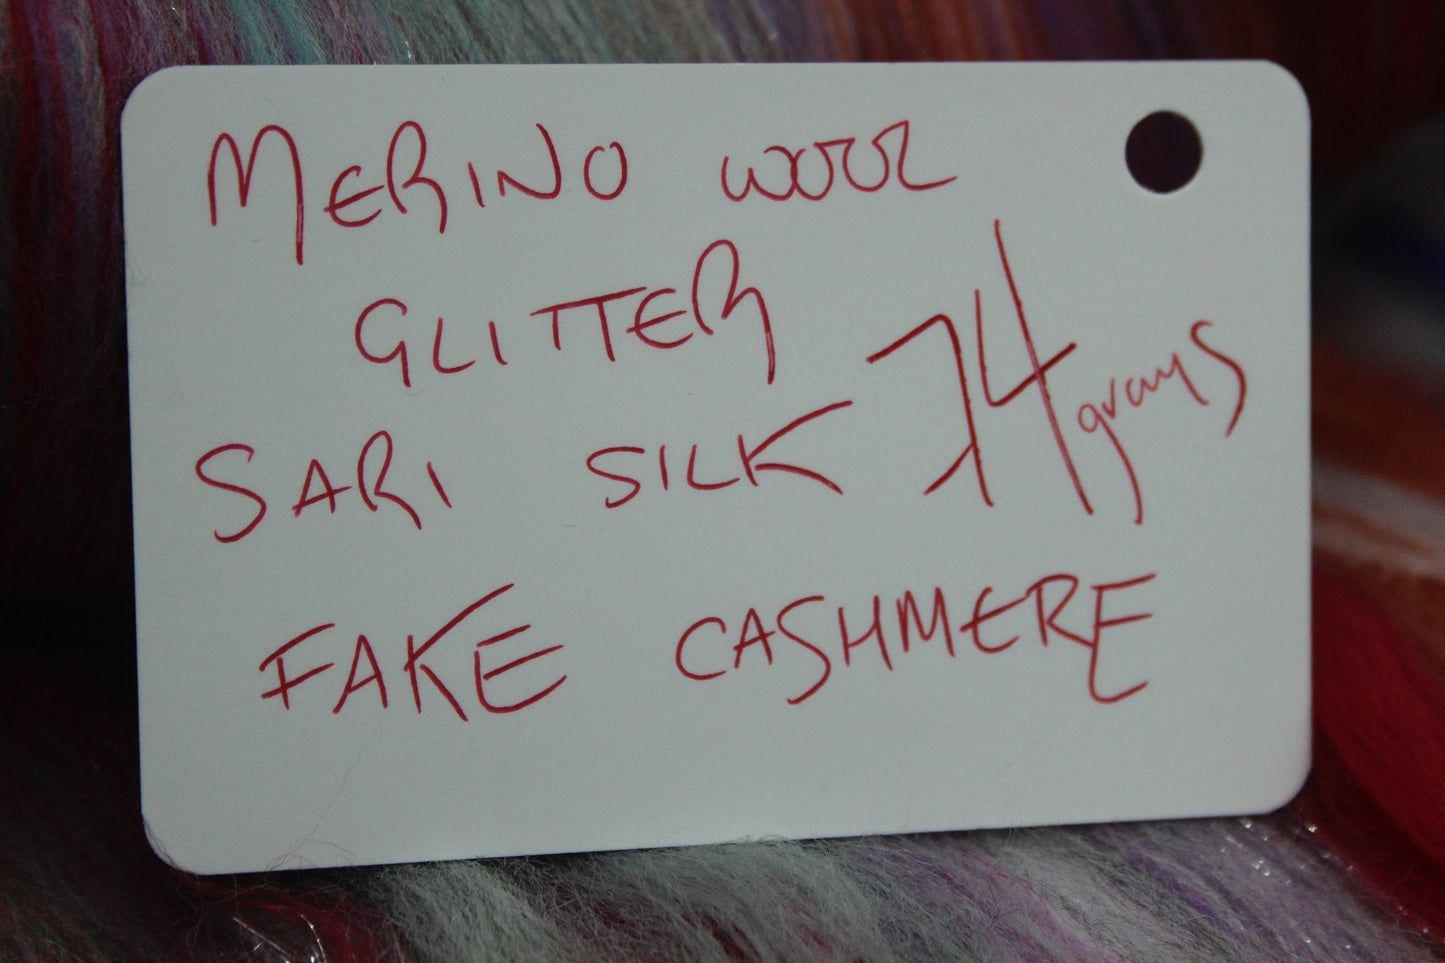 MERINO WOOL
GLITTER
SARI SILK 74 grams
FAKE CASHMERE